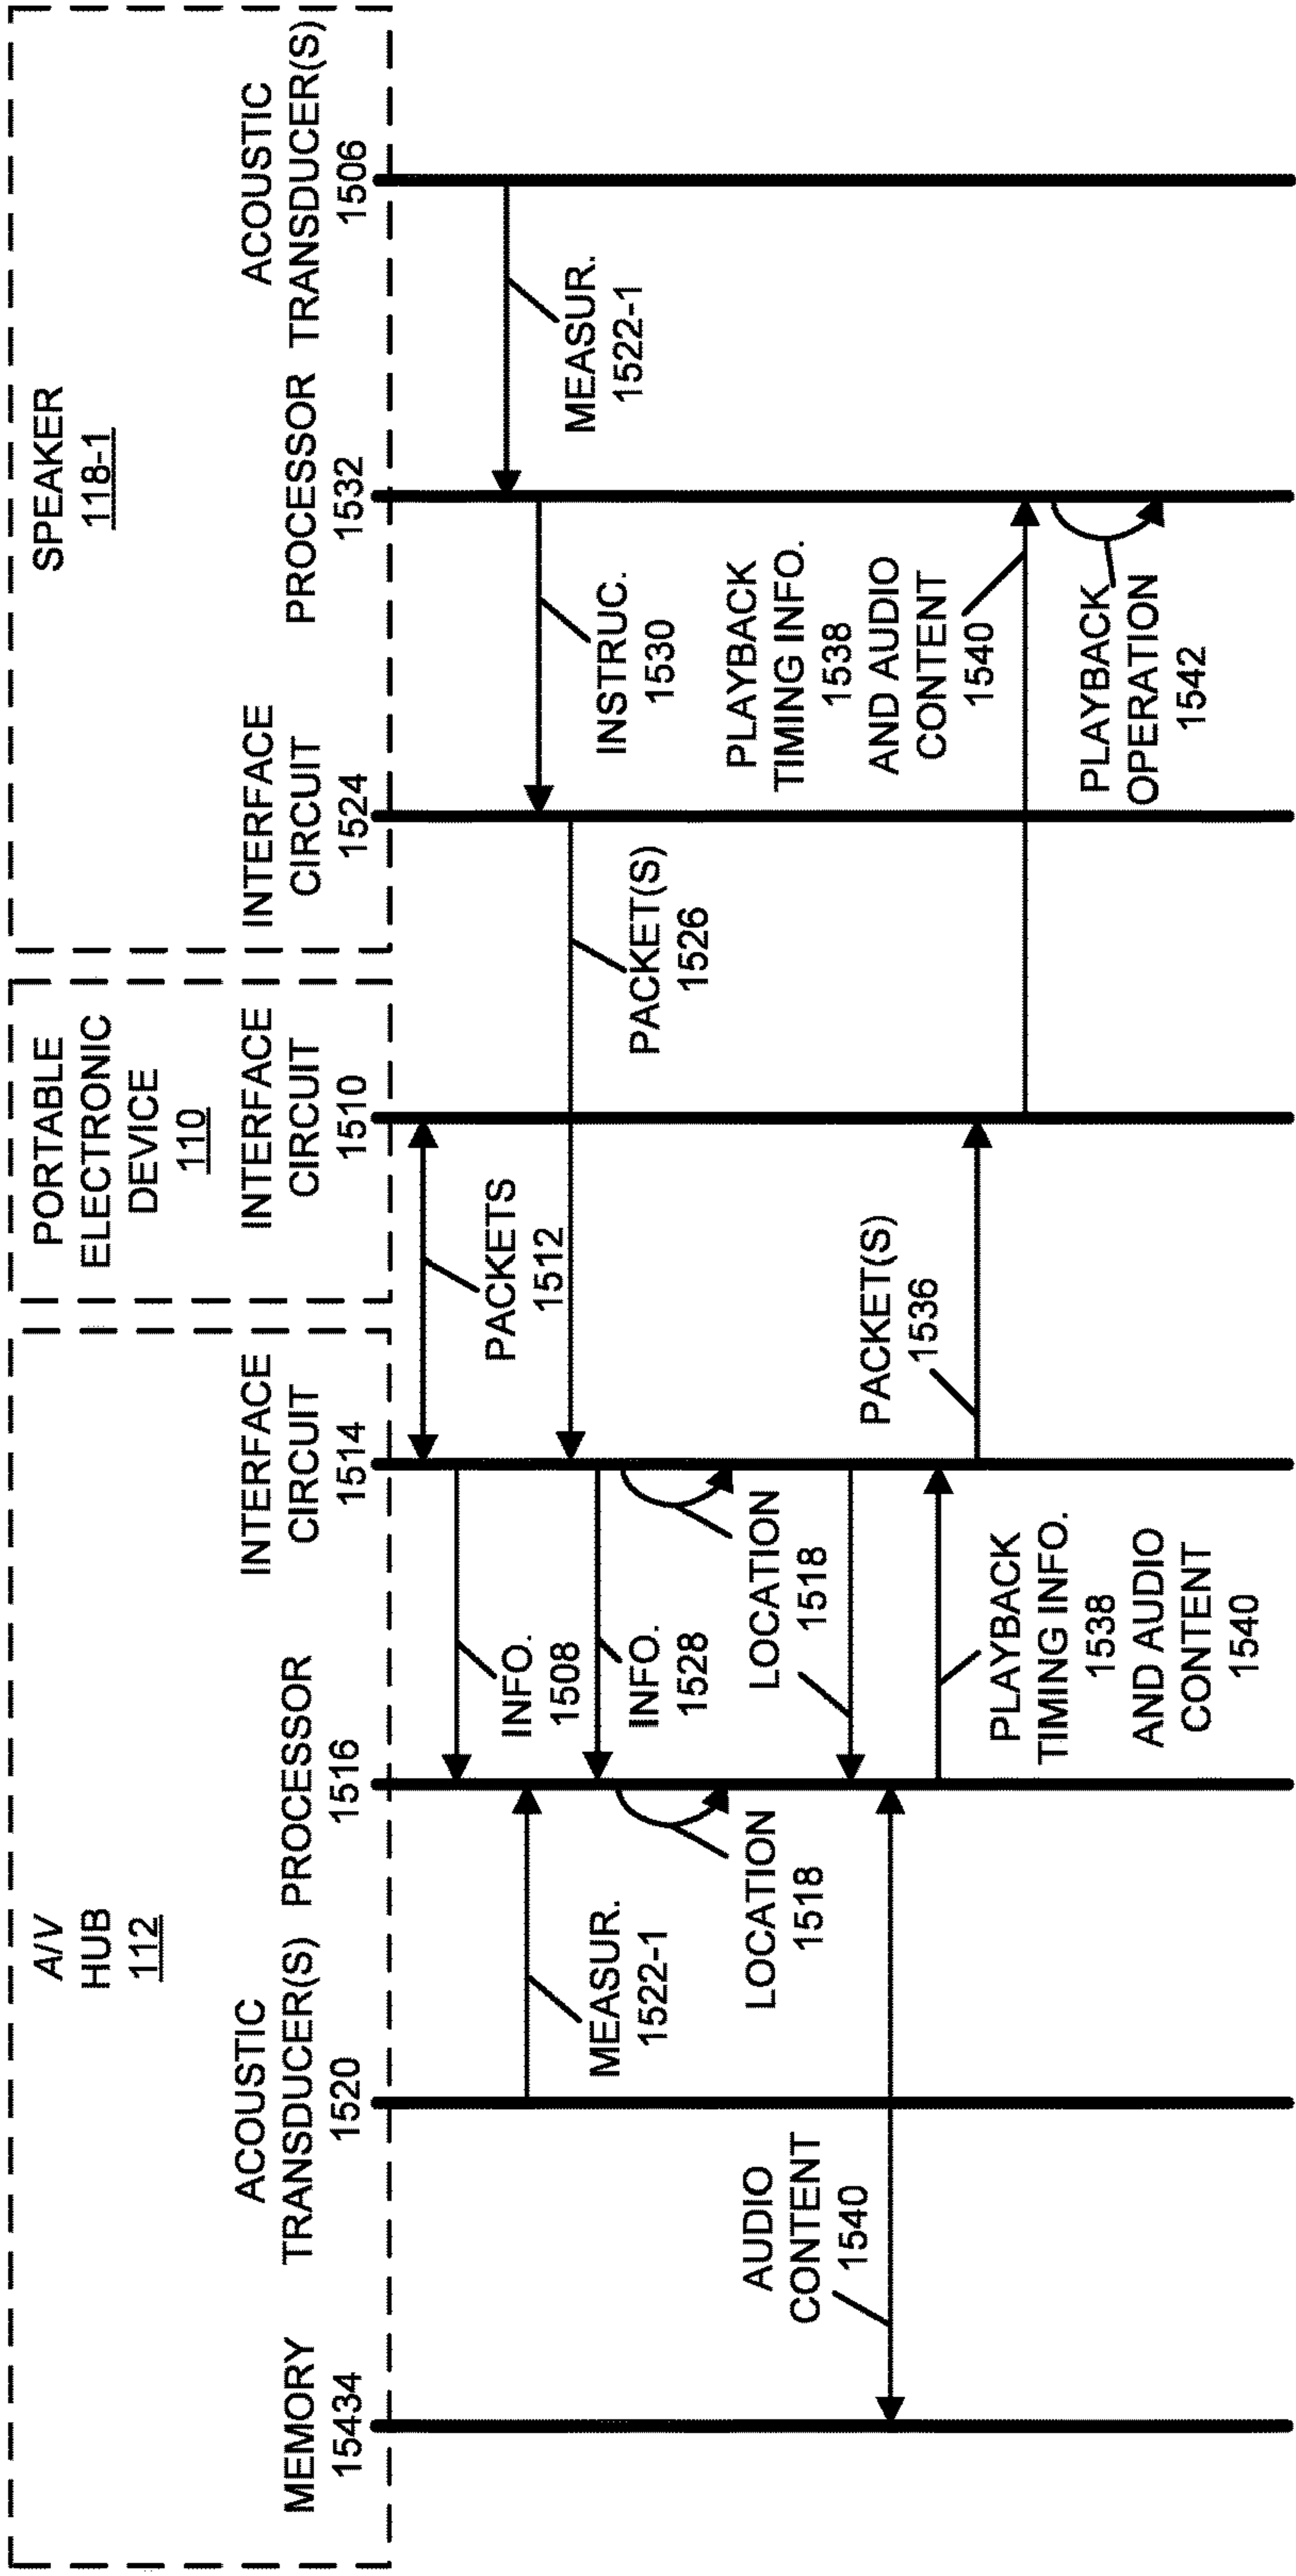 A/V
HUB
112
PORTABLE
ELECTRONIC
DEVICE
110
SPEAKER
118-1
MEMORY
15434
ACOUSTIC
TRANSDUCER(S)
1520
PROCESSOR
1516
INTERFACE
CIRCUIT
1514
INTERFACE
CIRCUIT
1510
INTERFACE
CIRCUIT
1524
PROCESSOR
1532
ACOUSTIC
TRANSDUCER(S)
1506
PACKETS
1512
INFO.
1508
MEASUR.
1522-1
MEASUR.
1522-1
INSTRUC.
1530
PACKET(S)
1526
INFO.
1528
LOCATION
1518
LOCATION
1518
AUDIO
CONTENT
1540
PLAYBACK
TIMING INFO.
1538
AND AUDIO
CONTENT
1540
PACKET(S)
1536
PLAYBACK
TIMING INFO.
1538
AND AUDIO
CONTENT
1540
PLAYBACK
OPERATION
1542